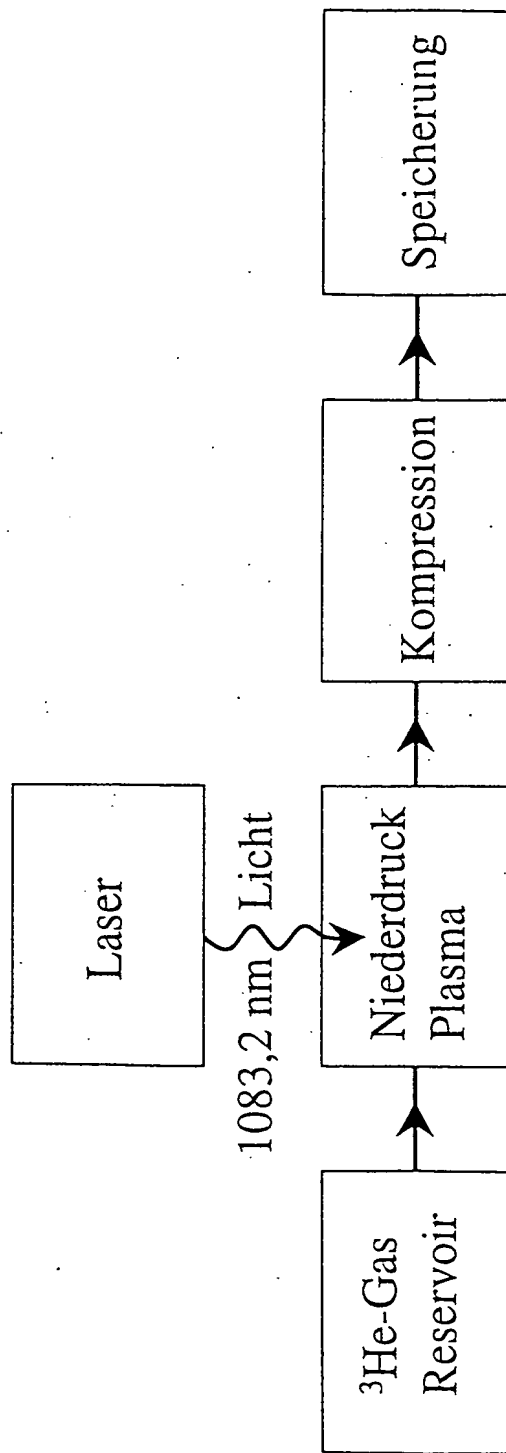 Laser
1083,2 nm Licht
³He-Gas
Reservoir
Niederdruck
Plasma
Kompression
Speicherung